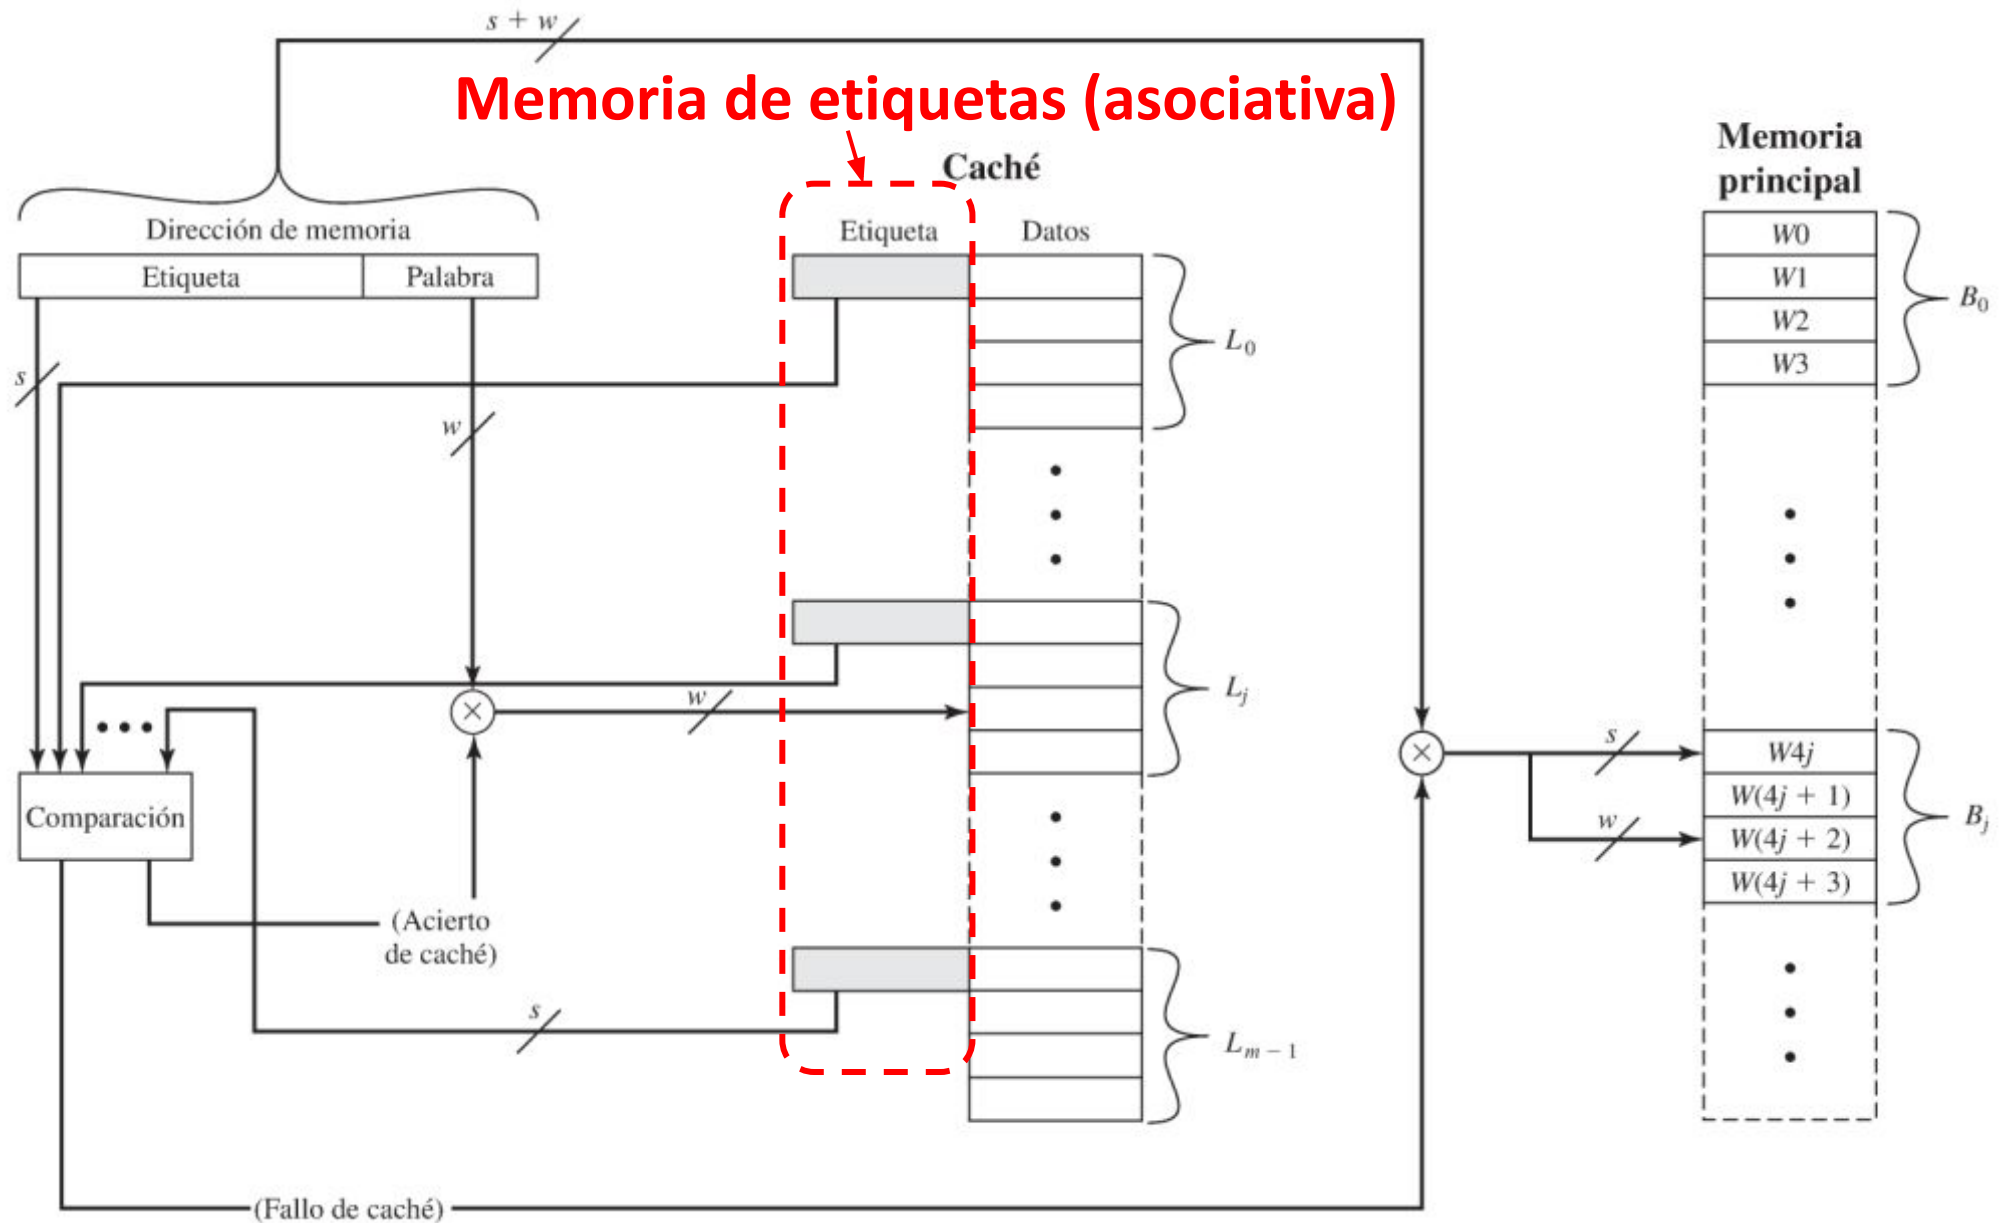 s + w
Memoria de etiquetas (asociativa)
Caché
Memoria
principal
Dirección de memoria
Etiqueta
Palabra
Etiqueta
Datos
W0
W1
W2
W3
B0
L0
s
w
Lj
w
s
W4j
W(4j + 1)
W(4j + 2)
W(4j + 3)
w
Bj
Comparación
(Acierto
de caché)
s
Lm − 1
(Fallo de caché)